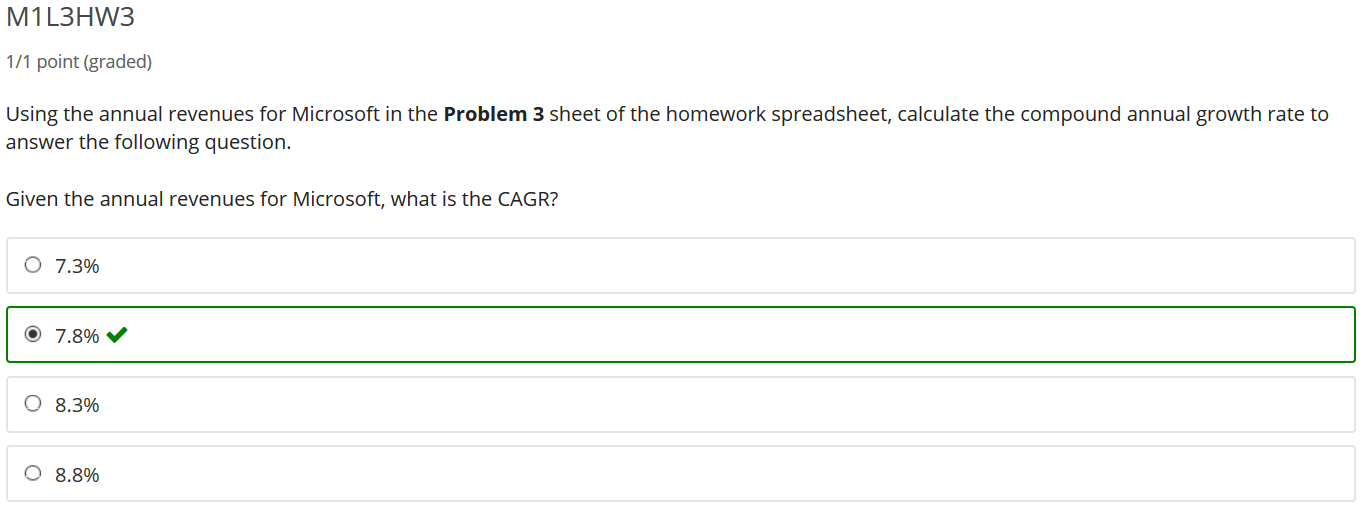 M1L3HW3
1/1 point (graded)
Using the annual revenues for Microsoft in the Problem 3 sheet of the homework spreadsheet, calculate the compound annual growth rate to
answer the following question.
Given the annual revenues for Microsoft, what is the CAGR?
7.3%
7.8%
8.3%
8.8%